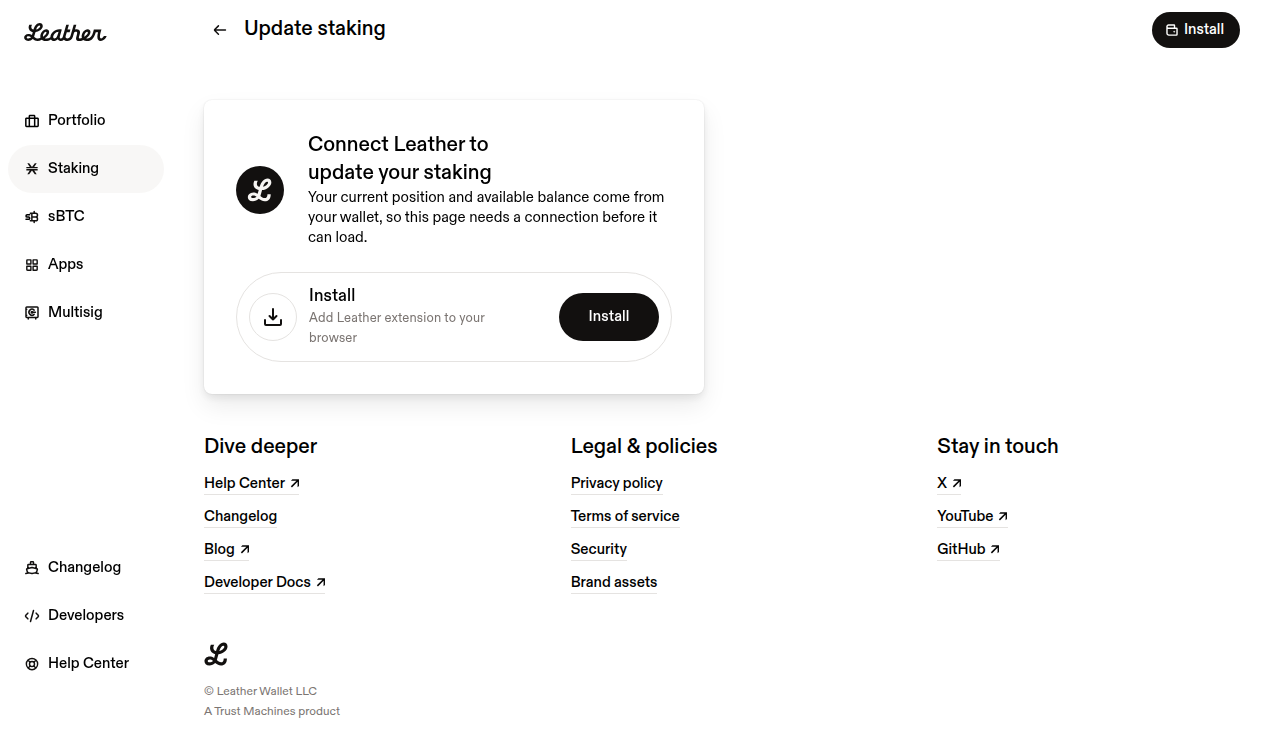 Leather
Update staking
Install
Portfolio
Staking
sBTC
Apps
Multisig
Changelog
Developers
Help Center
Connect Leather to
update your staking
Your current position and available balance come from
your wallet, so this page needs a connection before it
can load.
Install
Add Leather extension to your
browser
Install
Dive deeper
Help Center
Changelog
Blog
Developer Docs
Legal & policies
Privacy policy
Terms of service
Security
Brand assets
Stay in touch
X
YouTube
GitHub
© Leather Wallet LLC
A Trust Machines product